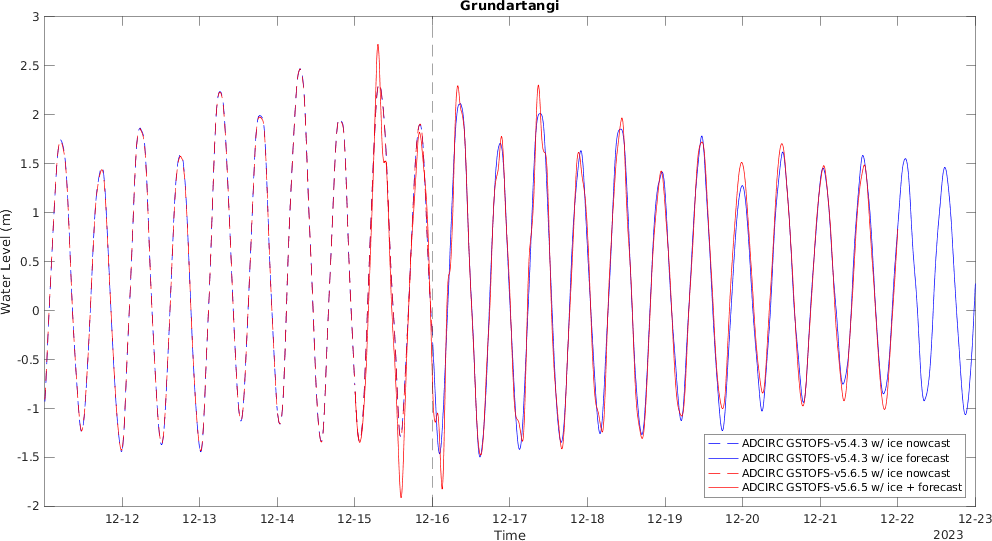 Grundartangi
3
2.5
2
1.5
1
0.5
0
-0.5
-1
-1.5
-2
Water Level (m)
ADCIRC GSTOFS-v5.4.3 w/ ice nowcast
ADCIRC GSTOFS-v5.4.3 w/ ice forecast
ADCIRC GSTOFS-v5.6.5 w/ ice nowcast
ADCIRC GSTOFS-v5.6.5 w/ ice + forecast
12-12 12-13 12-14 12-15 12-16 12-17 12-18 12-19 12-20 12-21 12-22 12-23
Time
2023